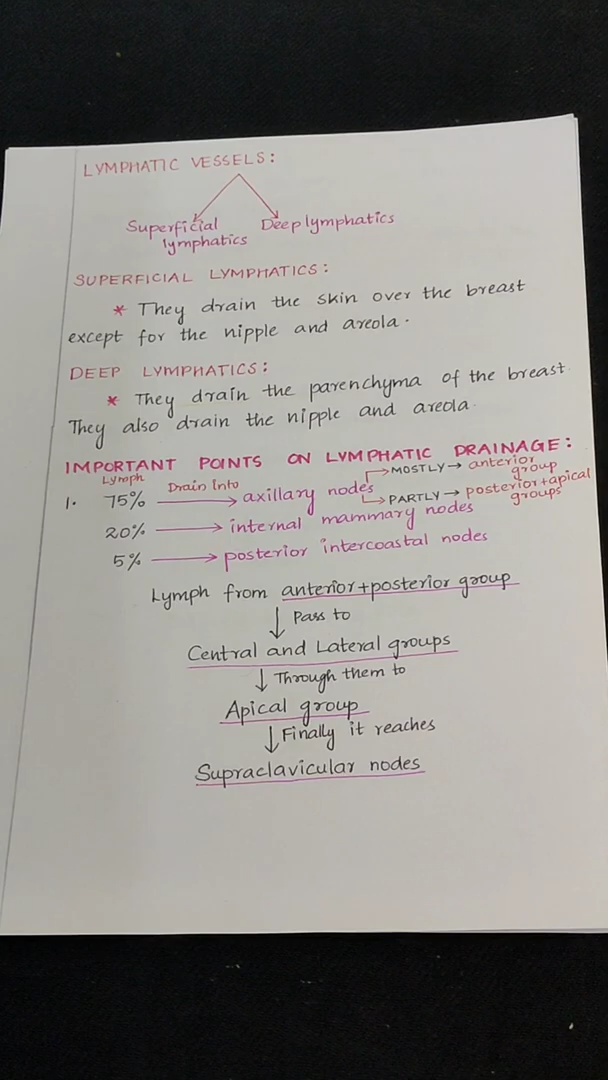 LYMPHATIC VESSELS:
Superficial lymphatics
Deep lymphatics
SUPERFICIAL LYMPHATICS:
* They drain the skin over the breast
except for the nipple and areola.
DEEP LYMPHATICS:
* They drain the parenchyma of the breast.
They also drain the nipple and areola.
IMPORTANT POINTS ON LYMPHATIC DRAINAGE:
Lymph Drain Into
1. 75% → axillary nodes
→ MOSTLY → anterior group
→ PARTLY → posterior+apical groups
20% → internal mammary nodes
5% → posterior intercoastal nodes
Lymph from anterior+posterior group
↓ Pass to
Central and Lateral groups
↓ Through them to
Apical group
↓ Finally it reaches
Supraclavicular nodes